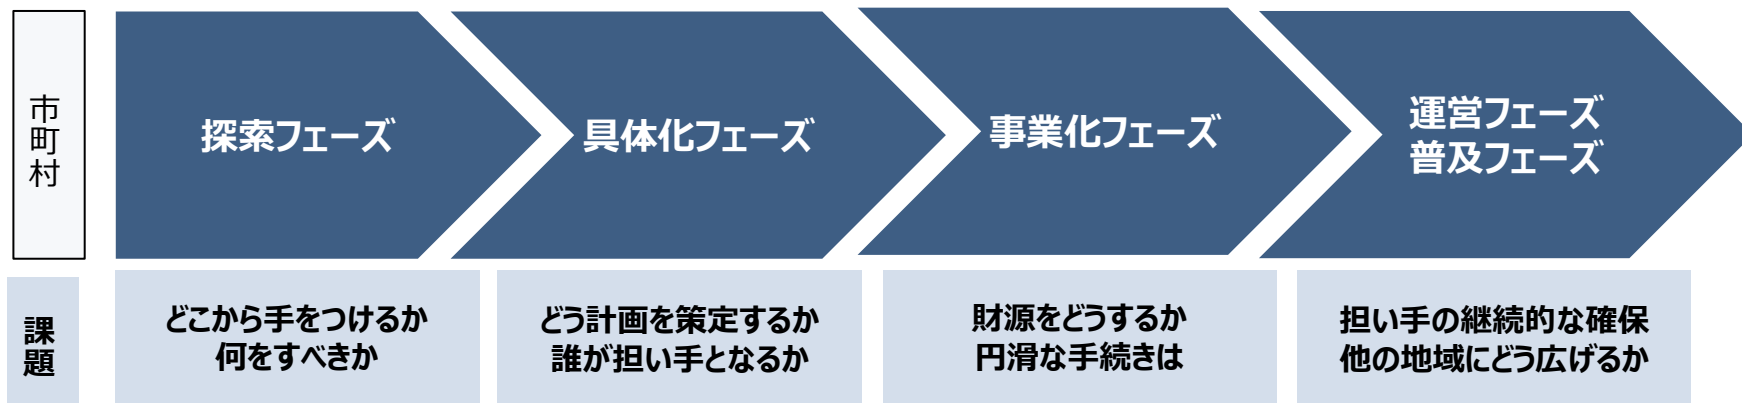 市町村
探索フェーズ
具体化フェーズ
事業化フェーズ
運営フェーズ
普及フェーズ
課題
どこから手をつけるか
何をすべきか
どう計画を策定するか
誰が担い手となるか
財源をどうするか
円滑な手続きは
担い手の継続的な確保
他の地域にどう広げるか